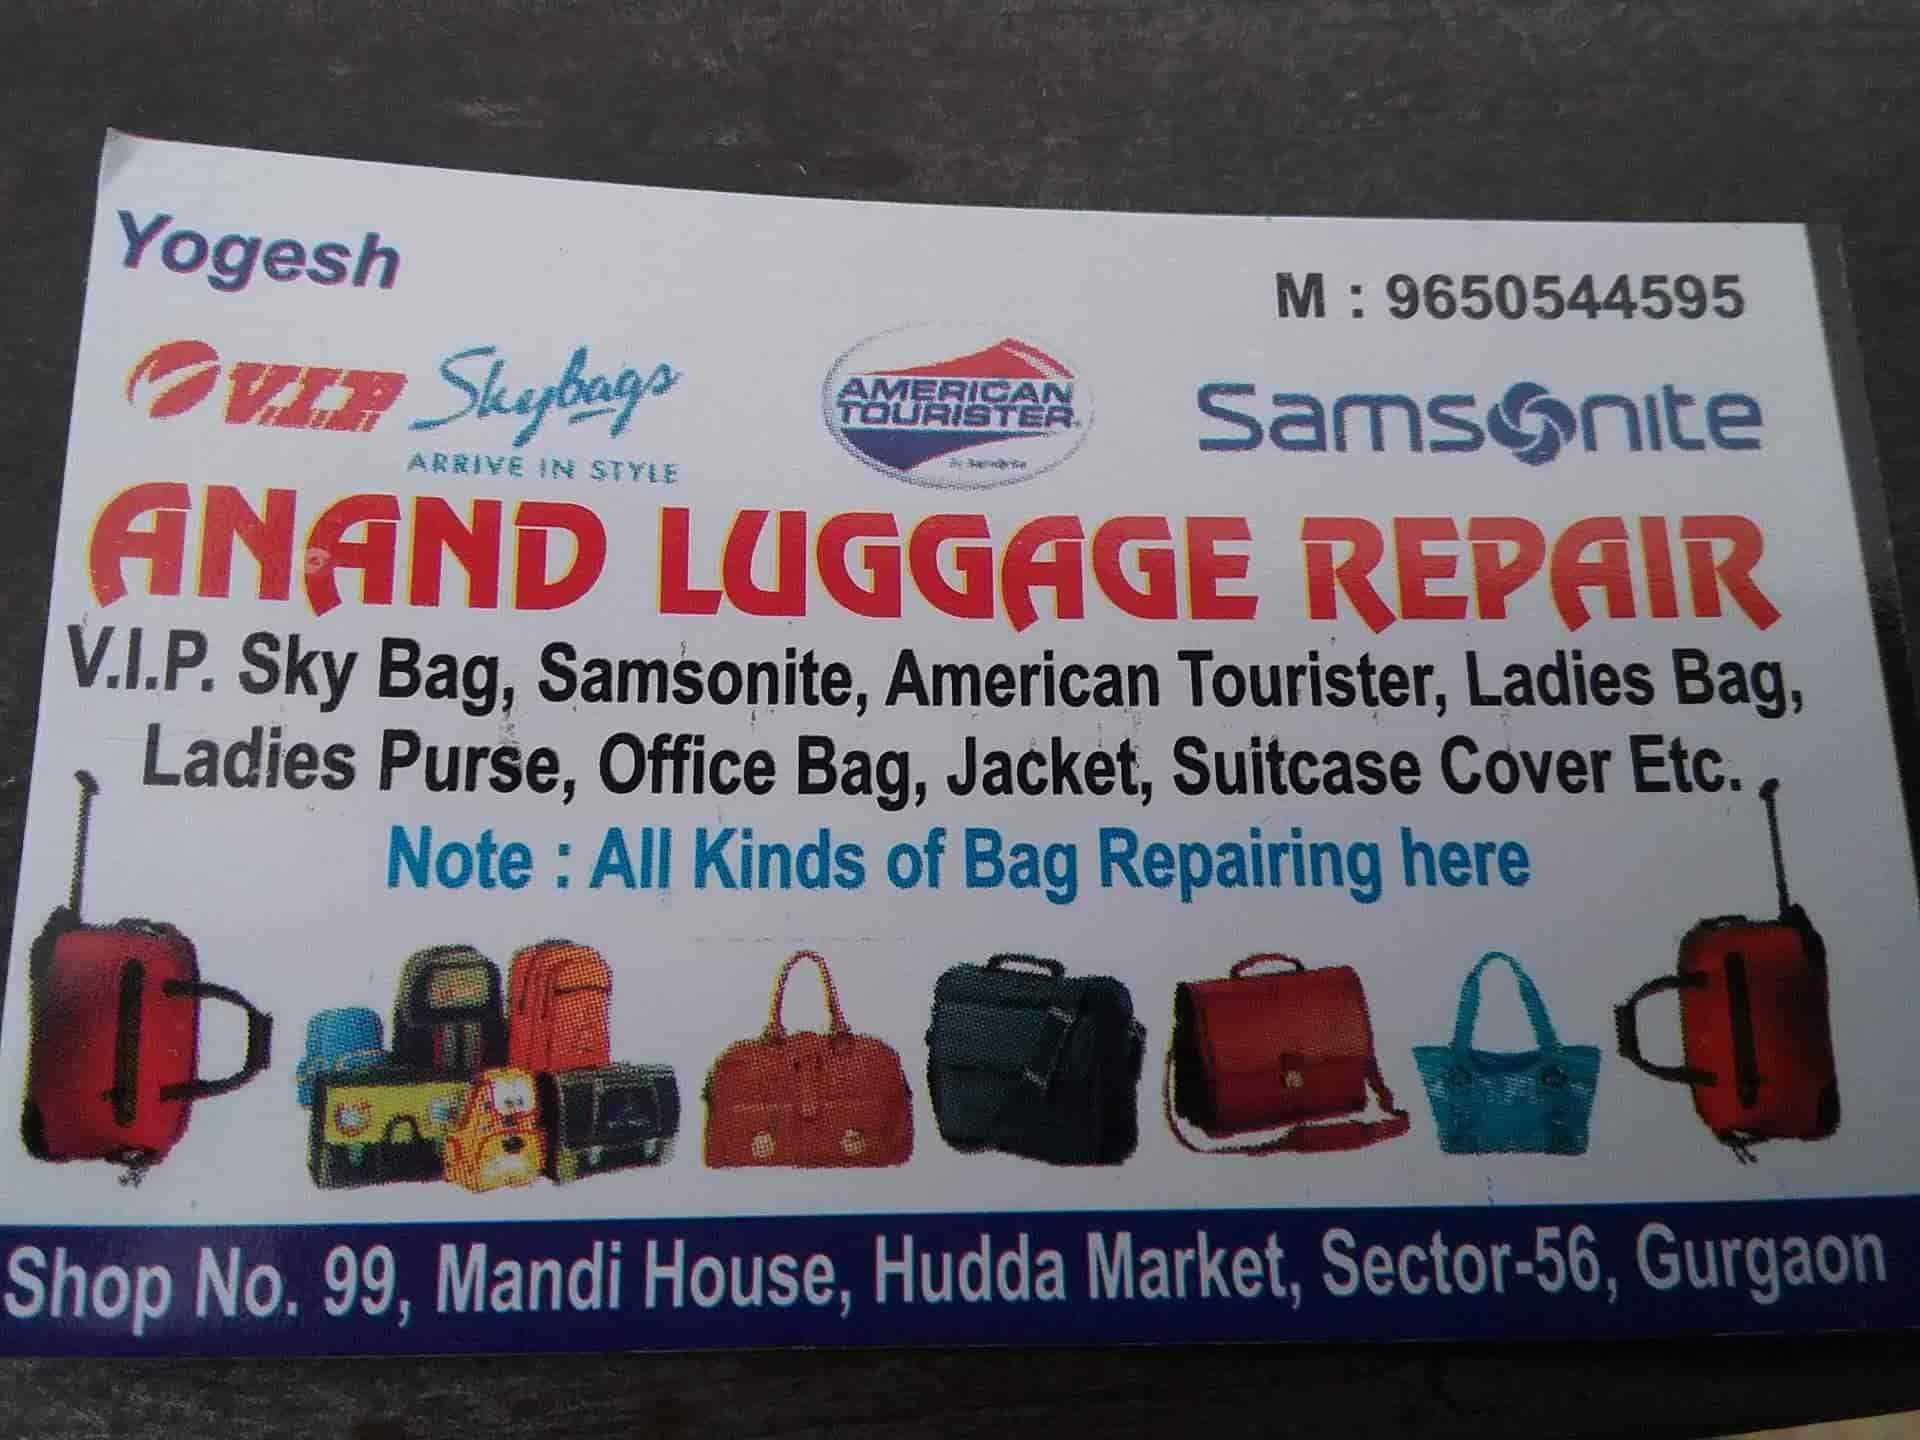 Yogesh
M : 9650544595
V.I.P. Skybags
ARRIVE IN STYLE
AMERICAN
TOURISTER
by Samsonite
Samsonite
ANAND LUGGAGE REPAIR
V.I.P. Sky Bag, Samsonite, American Tourister, Ladies Bag,
Ladies Purse, Office Bag, Jacket, Suitcase Cover Etc.
Note : All Kinds of Bag Repairing here
Shop No. 99, Mandi House, Hudda Market, Sector-56, Gurgaon